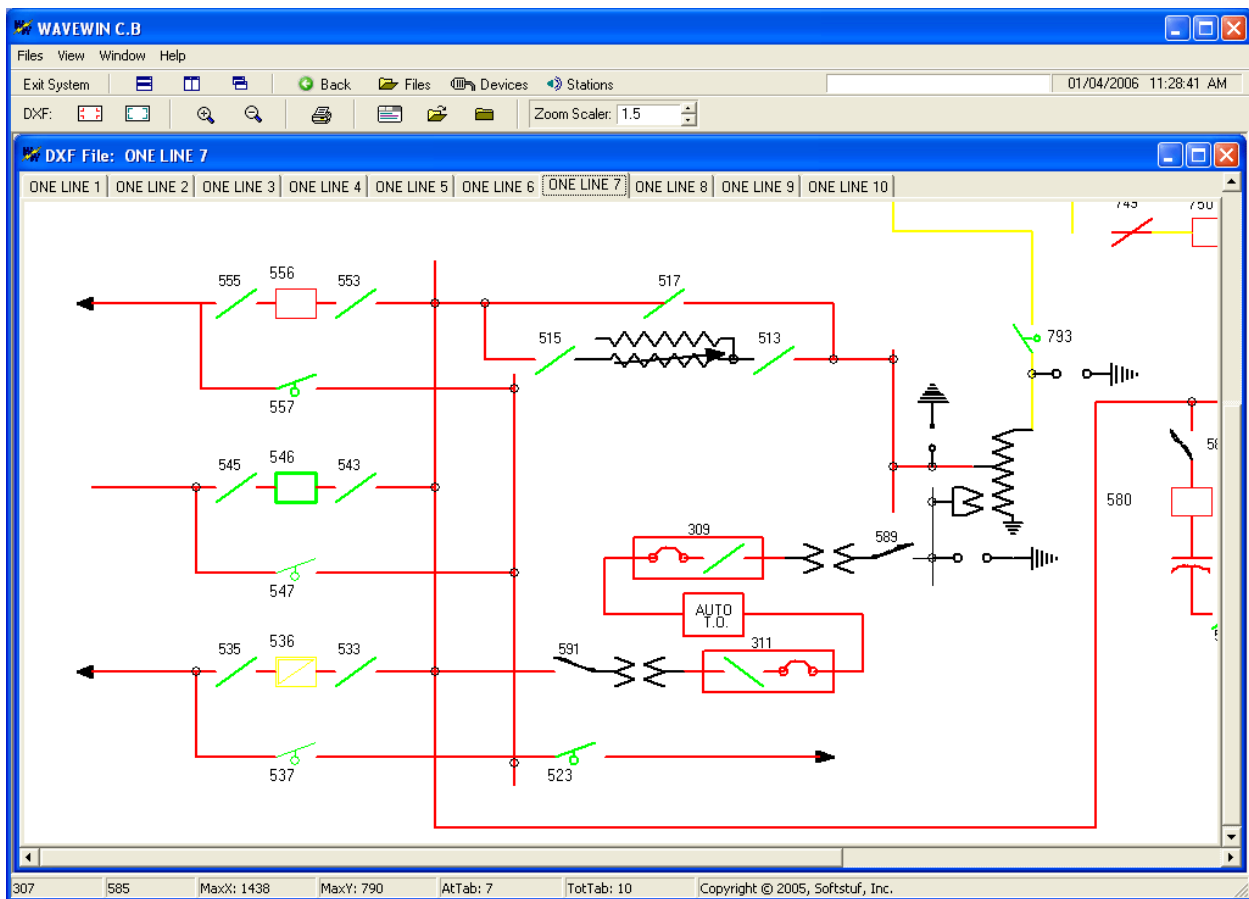 WAVEWIN C.B
Files View Window Help
Exit System Back Files Devices Stations 01/04/2006 11:28:41 AM
DXF: Zoom Scaler: 1.5
DXF File: ONE LINE 7
ONE LINE 1 ONE LINE 2 ONE LINE 3 ONE LINE 4 ONE LINE 5 ONE LINE 6 ONE LINE 7 ONE LINE 8 ONE LINE 9 ONE LINE 10
555 556 553 517
515 513 793
557
545 546 543
580
309 589
547
AUTO
T.O.
535 536 533 591 311
537 523
307 585 MaxX: 1438 MaxY: 790 AtTab: 7 TotTab: 10 Copyright © 2005, Softstuf, Inc.